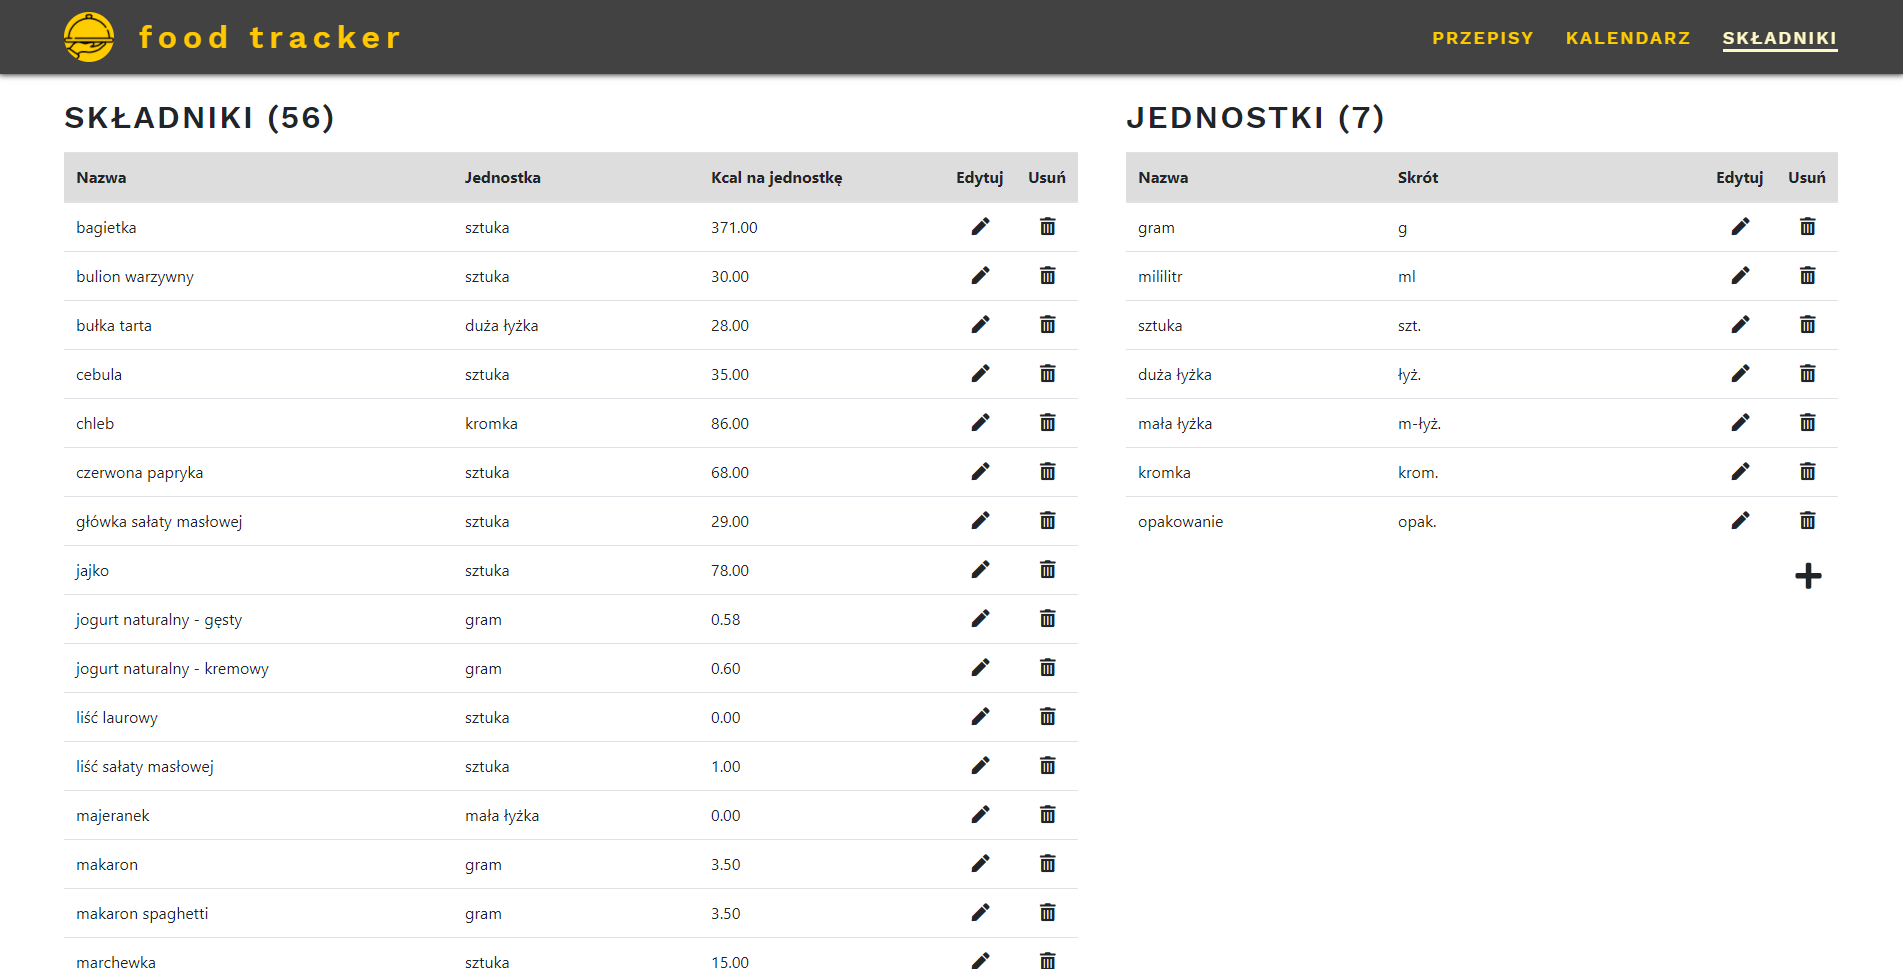 food tracker
PRZEPISY KALENDARZ SKŁADNIKI
SKŁADNIKI (56)
Nazwa Jednostka Kcal na jednostkę Edytuj Usuń
bagietka sztuka 371.00
bulion warzywny sztuka 30.00
bułka tarta duża łyżka 28.00
cebula sztuka 35.00
chleb kromka 86.00
czerwona papryka sztuka 68.00
główka sałaty masłowej sztuka 29.00
jajko sztuka 78.00
jogurt naturalny - gęsty gram 0.58
jogurt naturalny - kremowy gram 0.60
liść laurowy sztuka 0.00
liść sałaty masłowej sztuka 1.00
majeranek mała łyżka 0.00
makaron gram 3.50
makaron spaghetti gram 3.50
marchewka sztuka 15.00
JEDNOSTKI (7)
Nazwa Skrót Edytuj Usuń
gram g
mililitr ml
sztuka szt.
duża łyżka łyż.
mała łyżka m-łyż.
kromka krom.
opakowanie opak.